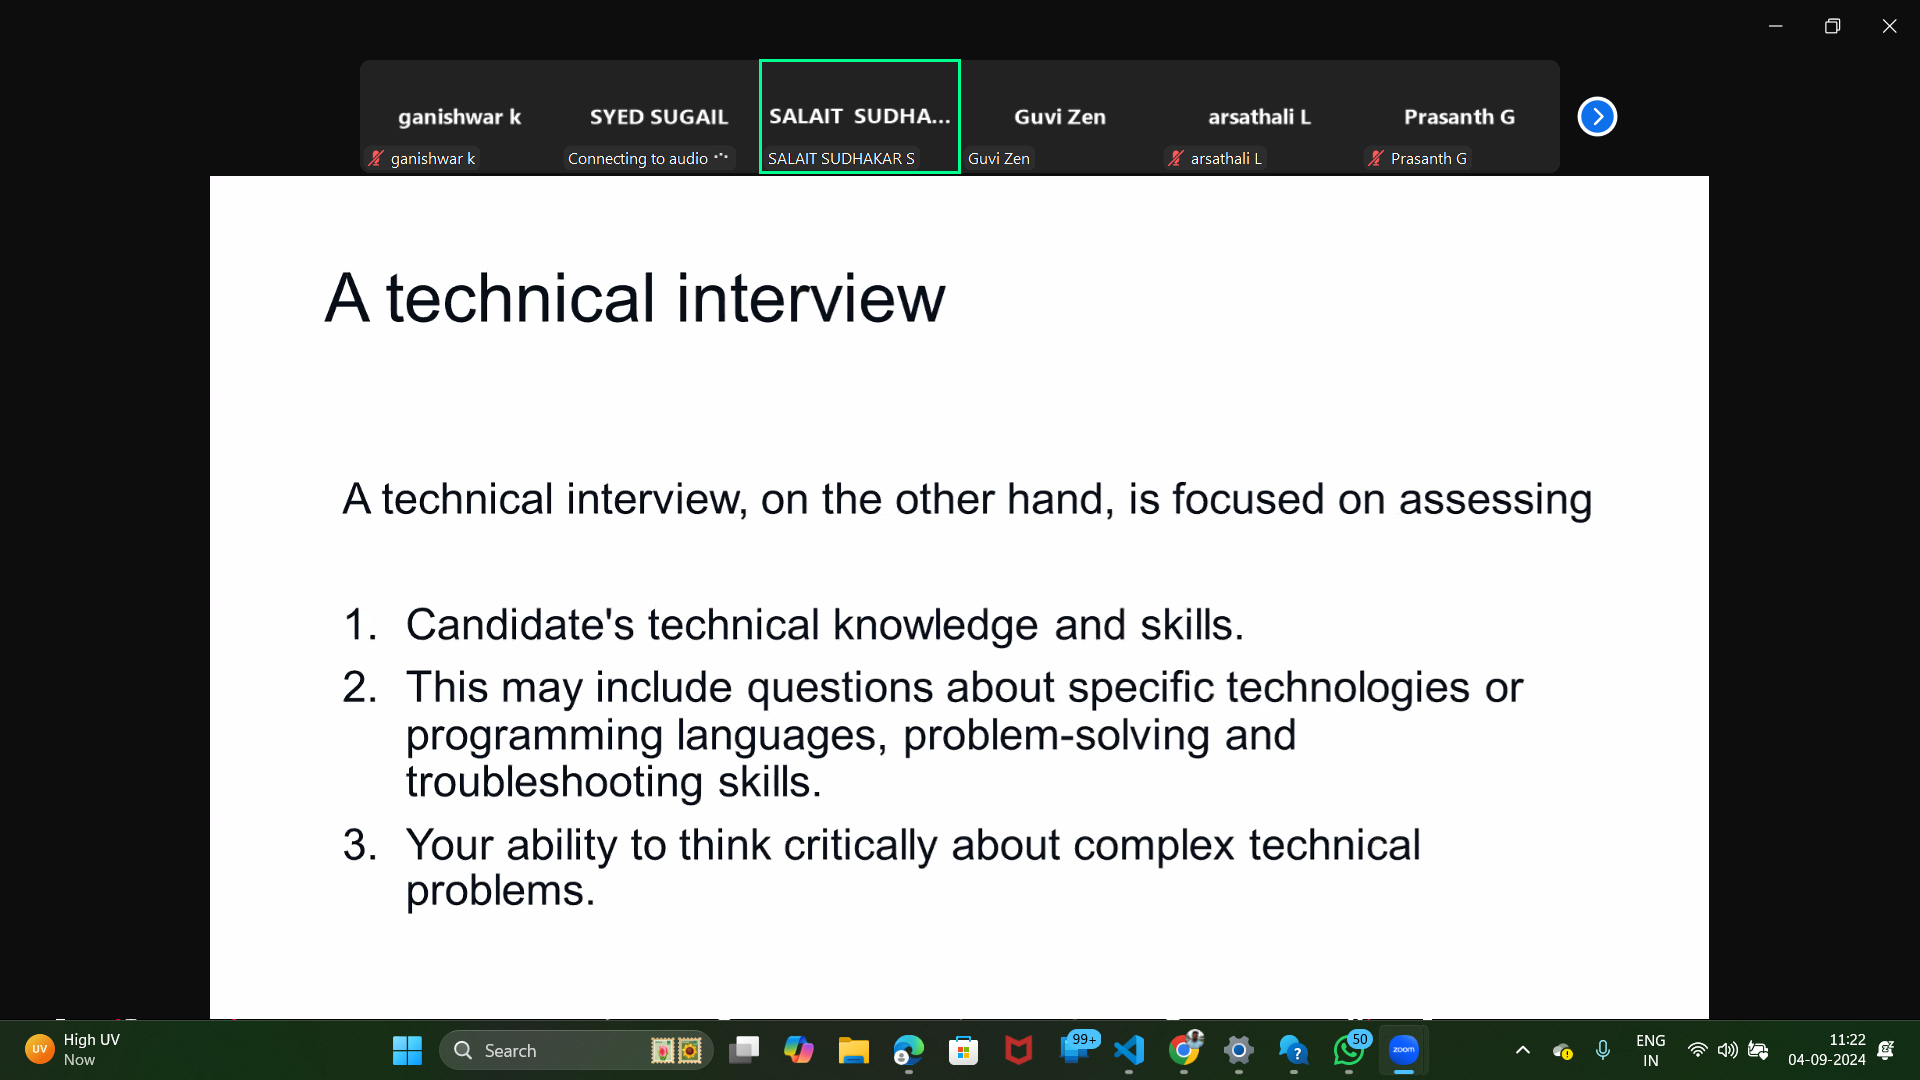 ganishwar k
SYED SUGAIL
SALAIT SUDHA...
Guvi Zen
arsathali L
Prasanth G
ganishwar k
Connecting to audio
SALAIT SUDHAKAR S
Guvi Zen
arsathali L
Prasanth G
A technical interview
A technical interview, on the other hand, is focused on assessing
1. Candidate's technical knowledge and skills.
2. This may include questions about specific technologies or
programming languages, problem-solving and
troubleshooting skills.
3. Your ability to think critically about complex technical
problems.
UV
High UV
Now
Search
99+
50
zoom
ENG
IN
11:22
04-09-2024